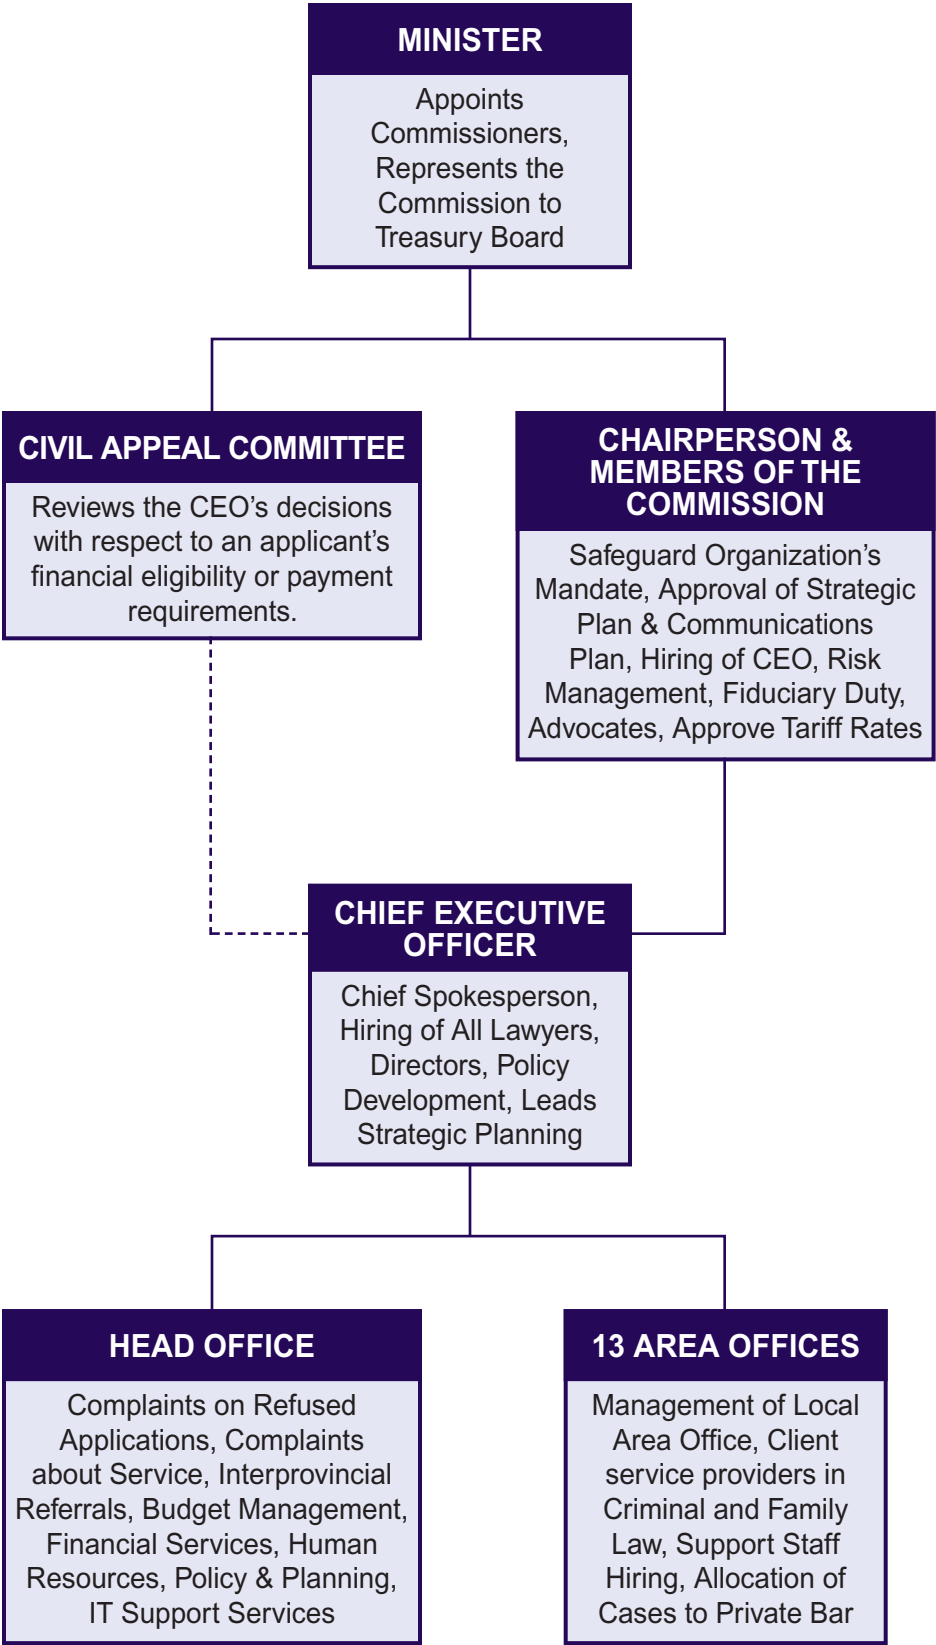 MINISTER
Appoints
Commissioners,
Represents the
Commission to
Treasury Board
CIVIL APPEAL COMMITTEE
Reviews the CEO’s decisions
with respect to an applicant’s
financial eligibility or payment
requirements.
CHAIRPERSON &
MEMBERS OF THE
COMMISSION
Safeguard Organization’s
Mandate, Approval of Strategic
Plan & Communications
Plan, Hiring of CEO, Risk
Management, Fiduciary Duty,
Advocates, Approve Tariff Rates
CHIEF EXECUTIVE
OFFICER
Chief Spokesperson,
Hiring of All Lawyers,
Directors, Policy
Development, Leads
Strategic Planning
HEAD OFFICE
Complaints on Refused
Applications, Complaints
about Service, Interprovincial
Referrals, Budget Management,
Financial Services, Human
Resources, Policy & Planning,
IT Support Services
13 AREA OFFICES
Management of Local
Area Office, Client
service providers in
Criminal and Family
Law, Support Staff
Hiring, Allocation of
Cases to Private Bar